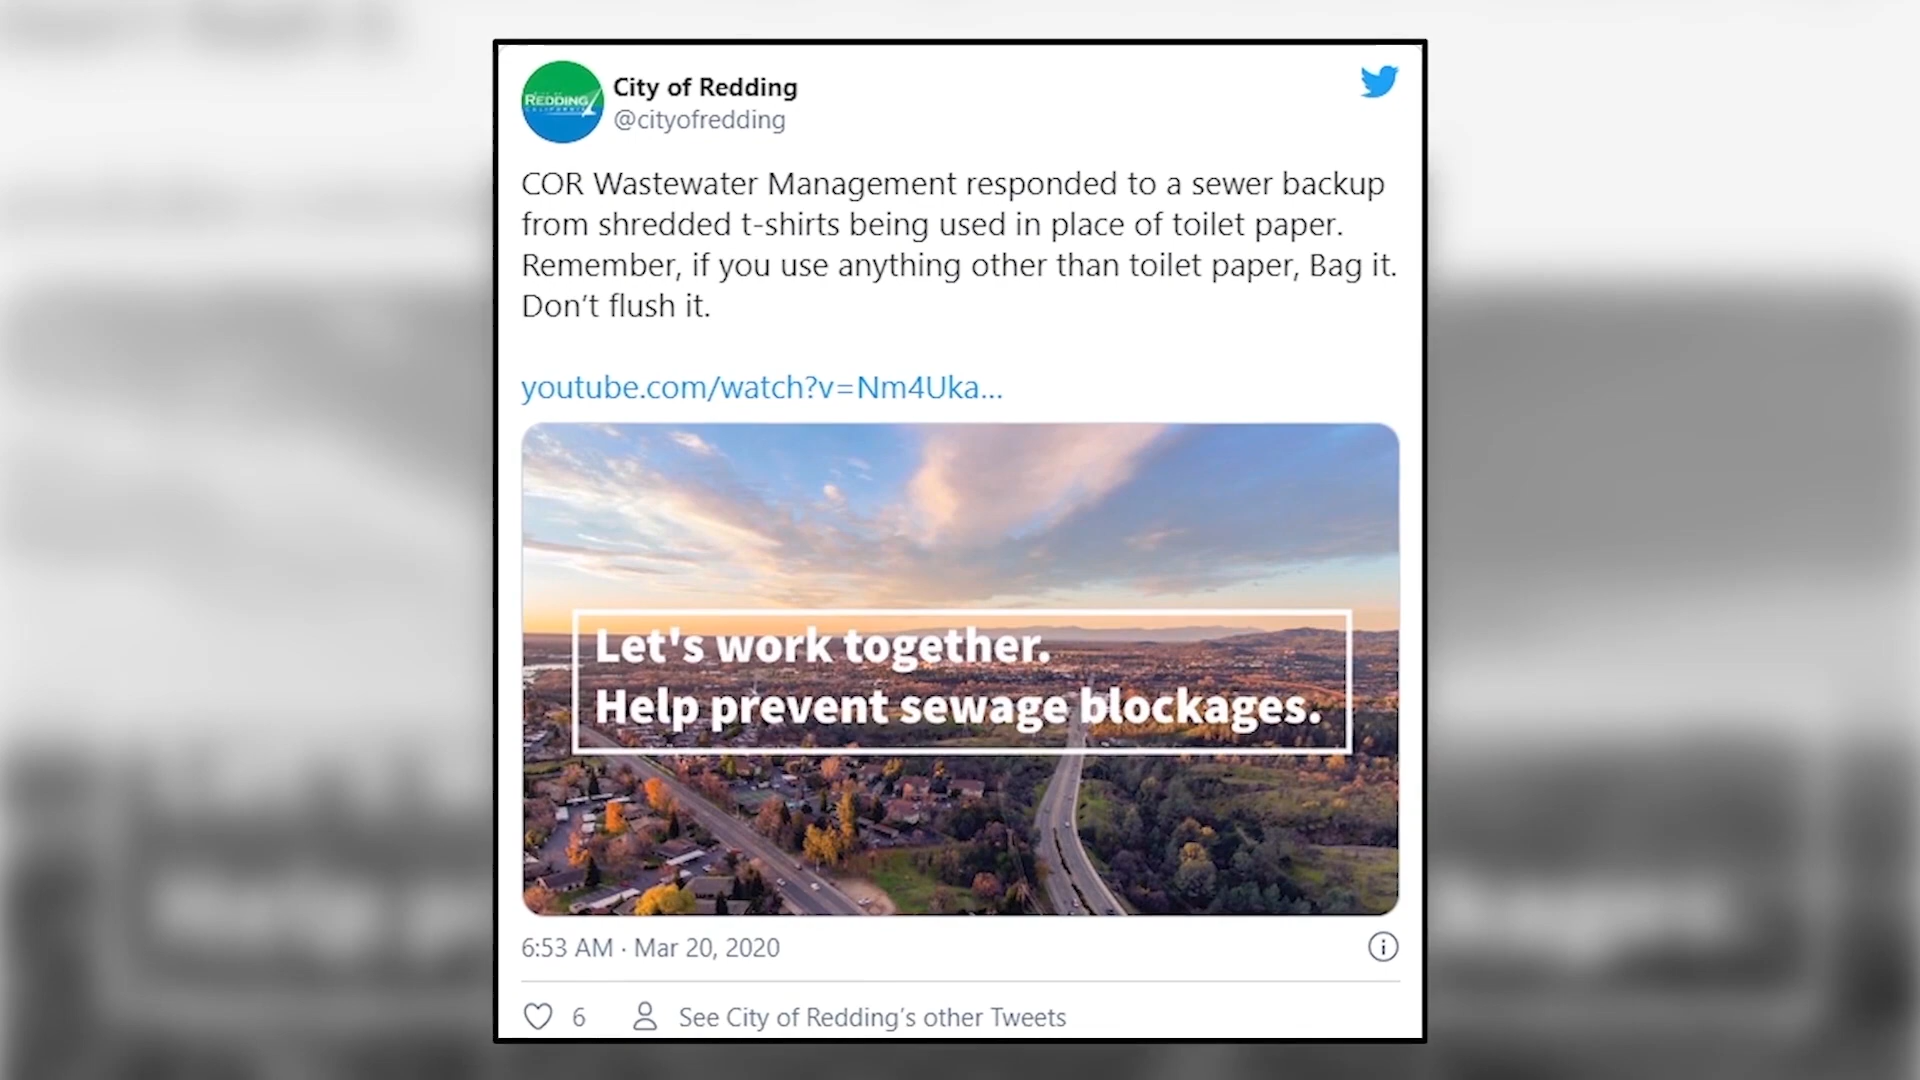 City of Redding
@cityofredding
REDDING
CALIFORNIA
COR Wastewater Management responded to a sewer backup
from shredded t-shirts being used in place of toilet paper.
Remember, if you use anything other than toilet paper, Bag it.
Don’t flush it.
youtube.com/watch?v=Nm4Uka...
Let's work together.
Help prevent sewage blockages.
6:53 AM · Mar 20, 2020
6
See City of Redding’s other Tweets